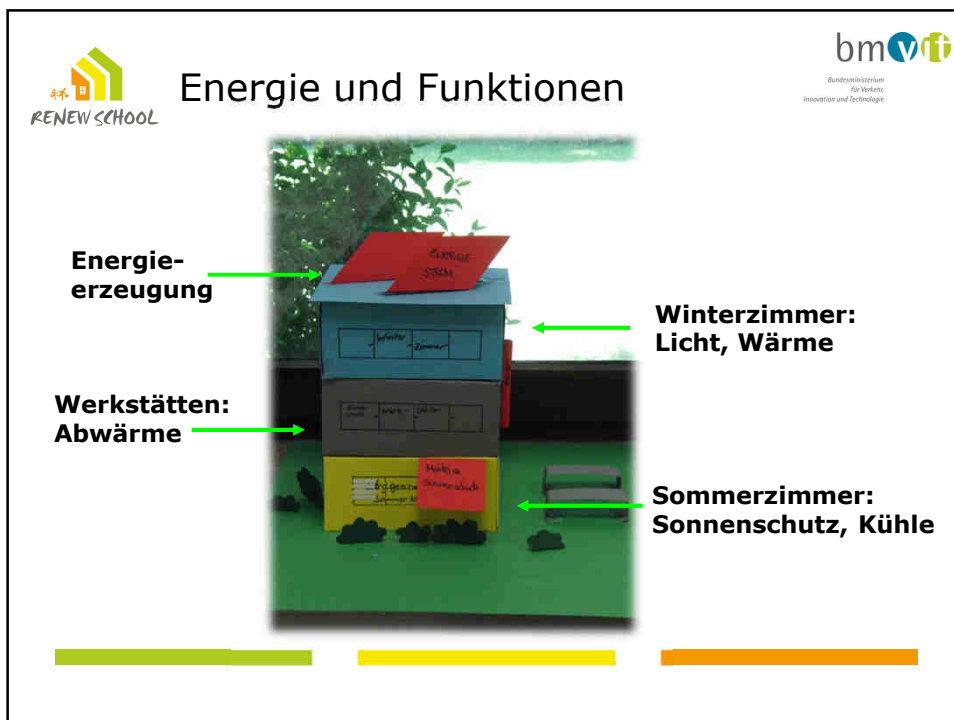 RENEW SCHOOL
Energie und Funktionen
bmvit
Bundesministerium
für Verkehr,
Innovation und Technologie
Energie-
erzeugung
ENERGIE
STROM
Winterzimmer:
Licht, Wärme
Winter
zimmer
Werkstätten:
Abwärme
Werk-
Sommerzimmer:
Sonnenschutz, Kühle